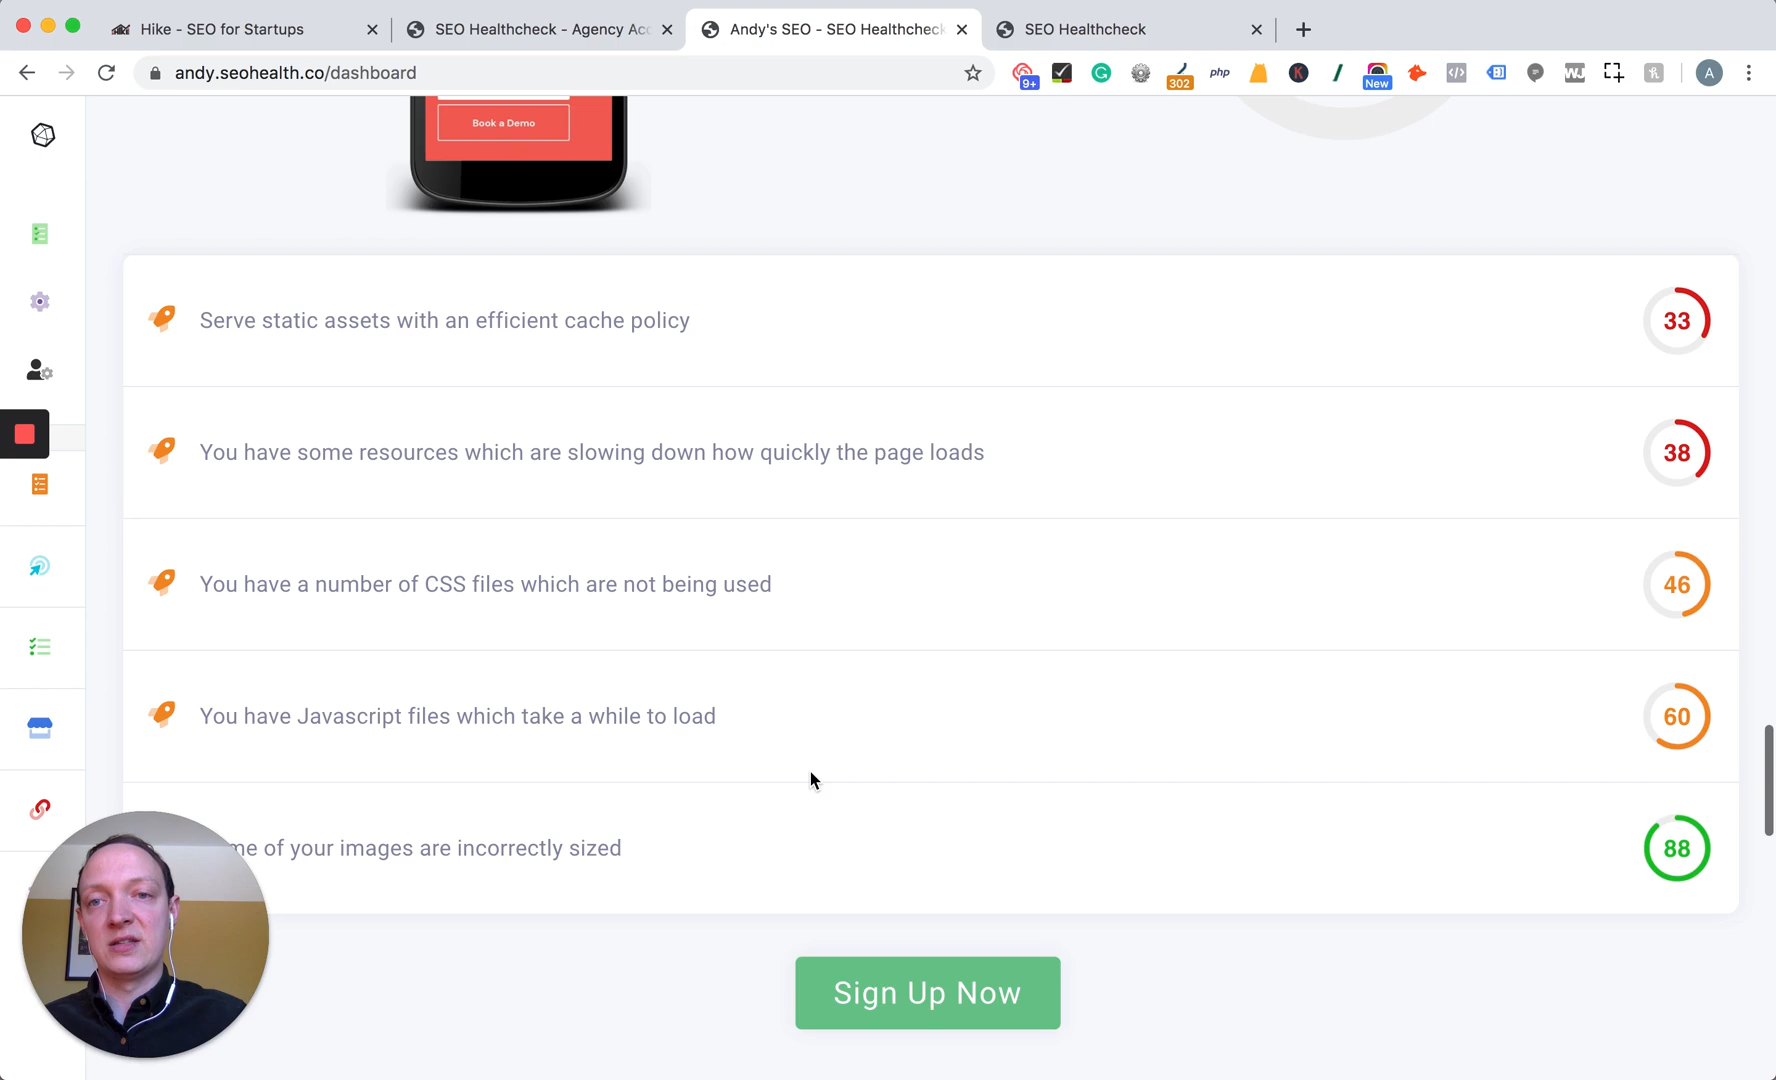 Hike - SEO for Startups
SEO Healthcheck - Agency Acc
Andy's SEO - SEO Healthcheck
SEO Healthcheck
andy.seohealth.co/dashboard
9+
302
php
K
New
WJ
A
Book a Demo
Serve static assets with an efficient cache policy
33
You have some resources which are slowing down how quickly the page loads
38
You have a number of CSS files which are not being used
46
You have Javascript files which take a while to load
60
me of your images are incorrectly sized
88
Sign Up Now